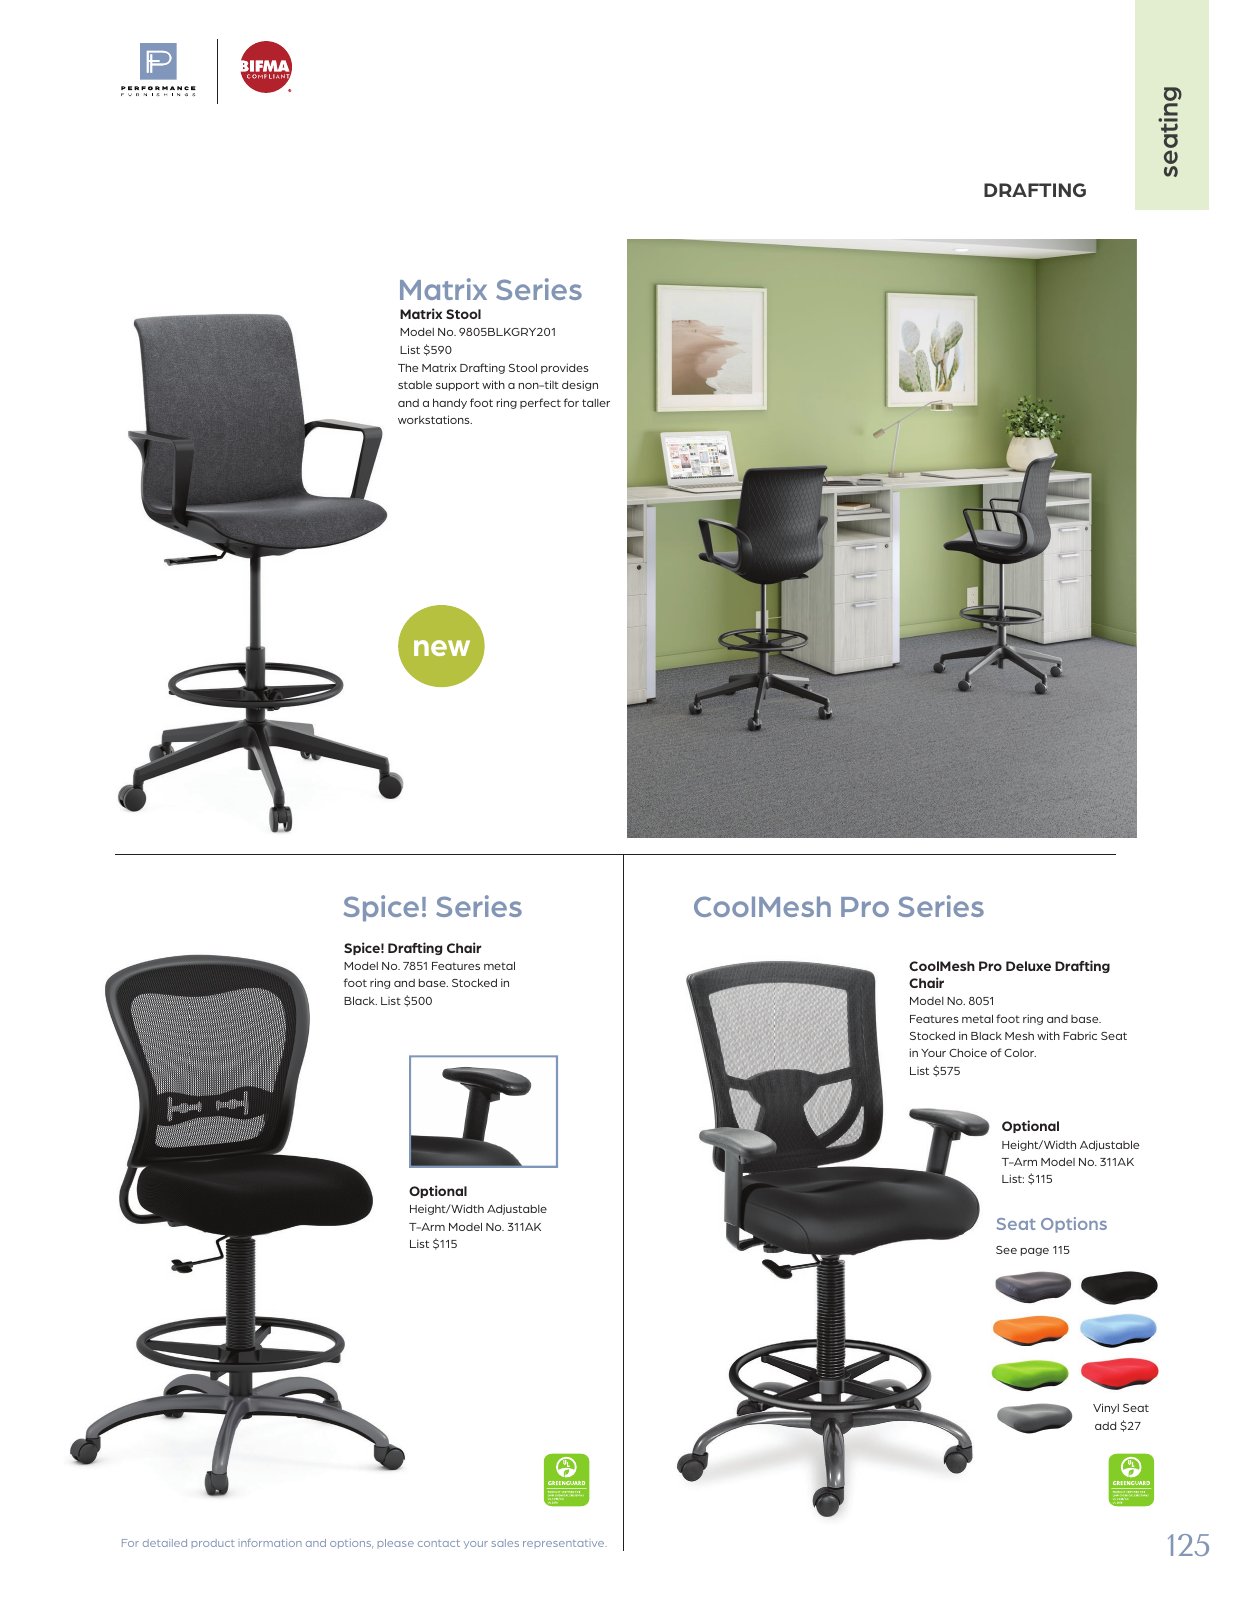 PERFORMANCE
FURNISHINGS
BIFMA
COMPLIANT
seating
DRAFTING
Matrix Series
Matrix Stool
Model No. 9805BLKGRY201
List $590
The Matrix Drafting Stool provides
stable support with a non-tilt design
and a handy foot ring perfect for taller
workstations.
new
Spice! Series
Spice! Drafting Chair
Model No. 7851 Features metal
foot ring and base. Stocked in
Black. List $500
Optional
Height/Width Adjustable
T-Arm Model No. 311AK
List $115
GREENGUARD
CoolMesh Pro Series
CoolMesh Pro Deluxe Drafting
Chair
Model No. 8051
Features metal foot ring and base.
Stocked in Black Mesh with Fabric Seat
in Your Choice of Color.
List $575
Optional
Height/Width Adjustable
T-Arm Model No. 311AK
List: $115
Seat Options
See page 115
Vinyl Seat
add $27
GREENGUARD
For detailed product information and options, please contact your sales representative.
125